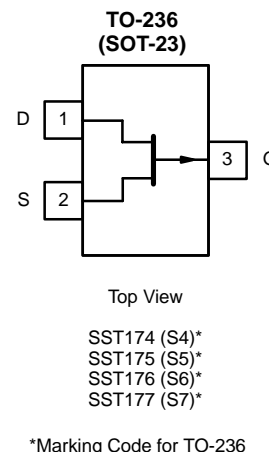 TO-236
(SOT-23)
D 1
3
S 2
Top View
SST174 (S4)*
SST175 (S5)*
SST176 (S6)*
SST177 (S7)*
*Marking Code for TO-236